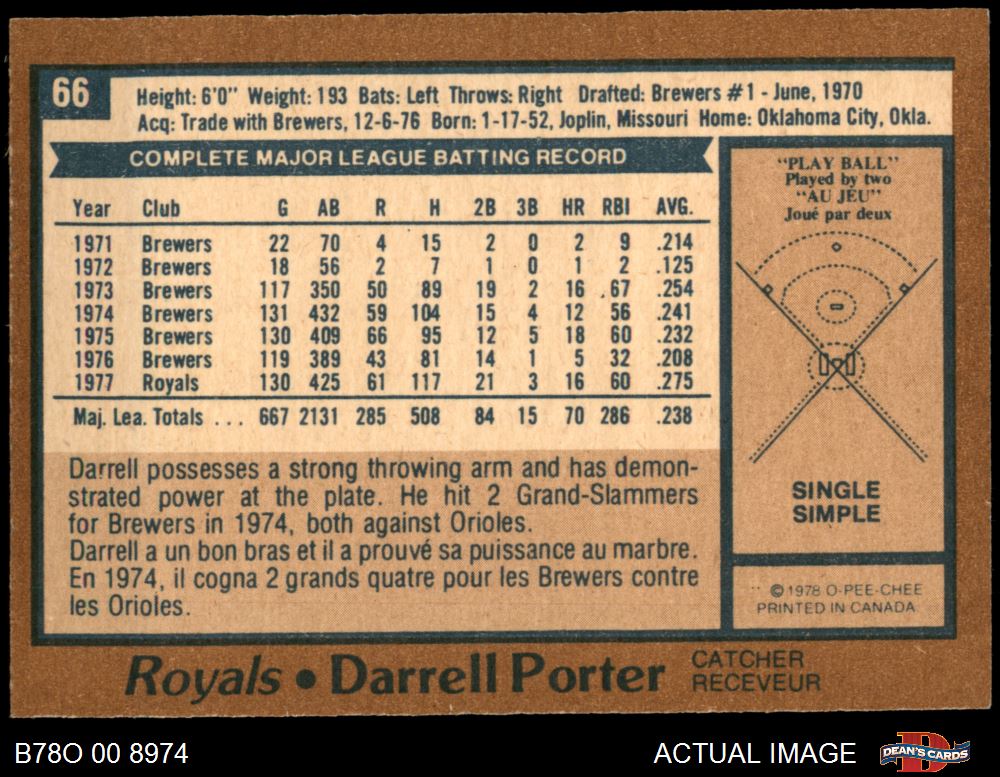 66
Height: 6'0" Weight: 193 Bats: Left Throws: Right Drafted: Brewers #1 - June, 1970
Acq: Trade with Brewers, 12-6-76 Born: 1-17-52, Joplin, Missouri Home: Oklahoma City, Okla.
COMPLETE MAJOR LEAGUE BATTING RECORD
Year Club G AB R H 2B 3B HR RBI AVG.
1971 Brewers 22 70 4 15 2 0 2 9 .214
1972 Brewers 18 56 2 7 1 0 1 2 .125
1973 Brewers 117 350 50 89 19 2 16 67 .254
1974 Brewers 131 432 59 104 15 4 12 56 .241
1975 Brewers 130 409 66 95 12 5 18 60 .232
1976 Brewers 119 389 43 81 14 1 5 32 .208
1977 Royals 130 425 61 117 21 3 16 60 .275
Maj. Lea. Totals ... 667 2131 285 508 84 15 70 286 .238
Darrell possesses a strong throwing arm and has demon-
strated power at the plate. He hit 2 Grand-Slammers
for Brewers in 1974, both against Orioles.
Darrell a un bon bras et il a prouvé sa puissance au marbre.
En 1974, il cogna 2 grands quatre pour les Brewers contre
les Orioles.
"PLAY BALL"
Played by two
"AU JEU"
Joué par deux
SINGLE
SIMPLE
©1978 O-PEE-CHEE
PRINTED IN CANADA
Royals • Darrell Porter
CATCHER
RECEVEUR
B78O 00 8974
ACTUAL IMAGE
D
DEAN'S CARDS